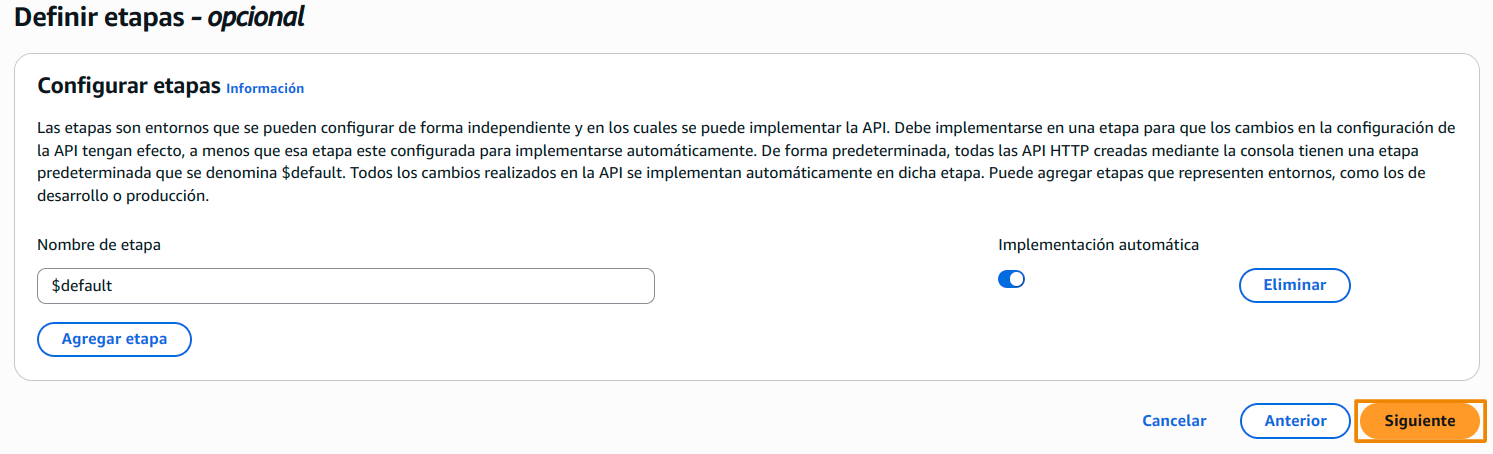 Definir etapas - opcional
Configurar etapas Información
Las etapas son entornos que se pueden configurar de forma independiente y en los cuales se puede implementar la API. Debe implementarse en una etapa para que los cambios en la configuración de
la API tengan efecto, a menos que esa etapa este configurada para implementarse automáticamente. De forma predeterminada, todas las API HTTP creadas mediante la consola tienen una etapa
predeterminada que se denomina $default. Todos los cambios realizados en la API se implementan automáticamente en dicha etapa. Puede agregar etapas que representen entornos, como los de
desarrollo o producción.
Nombre de etapa
Implementación automática
$default
Eliminar
Agregar etapa
Cancelar
Anterior
Siguiente